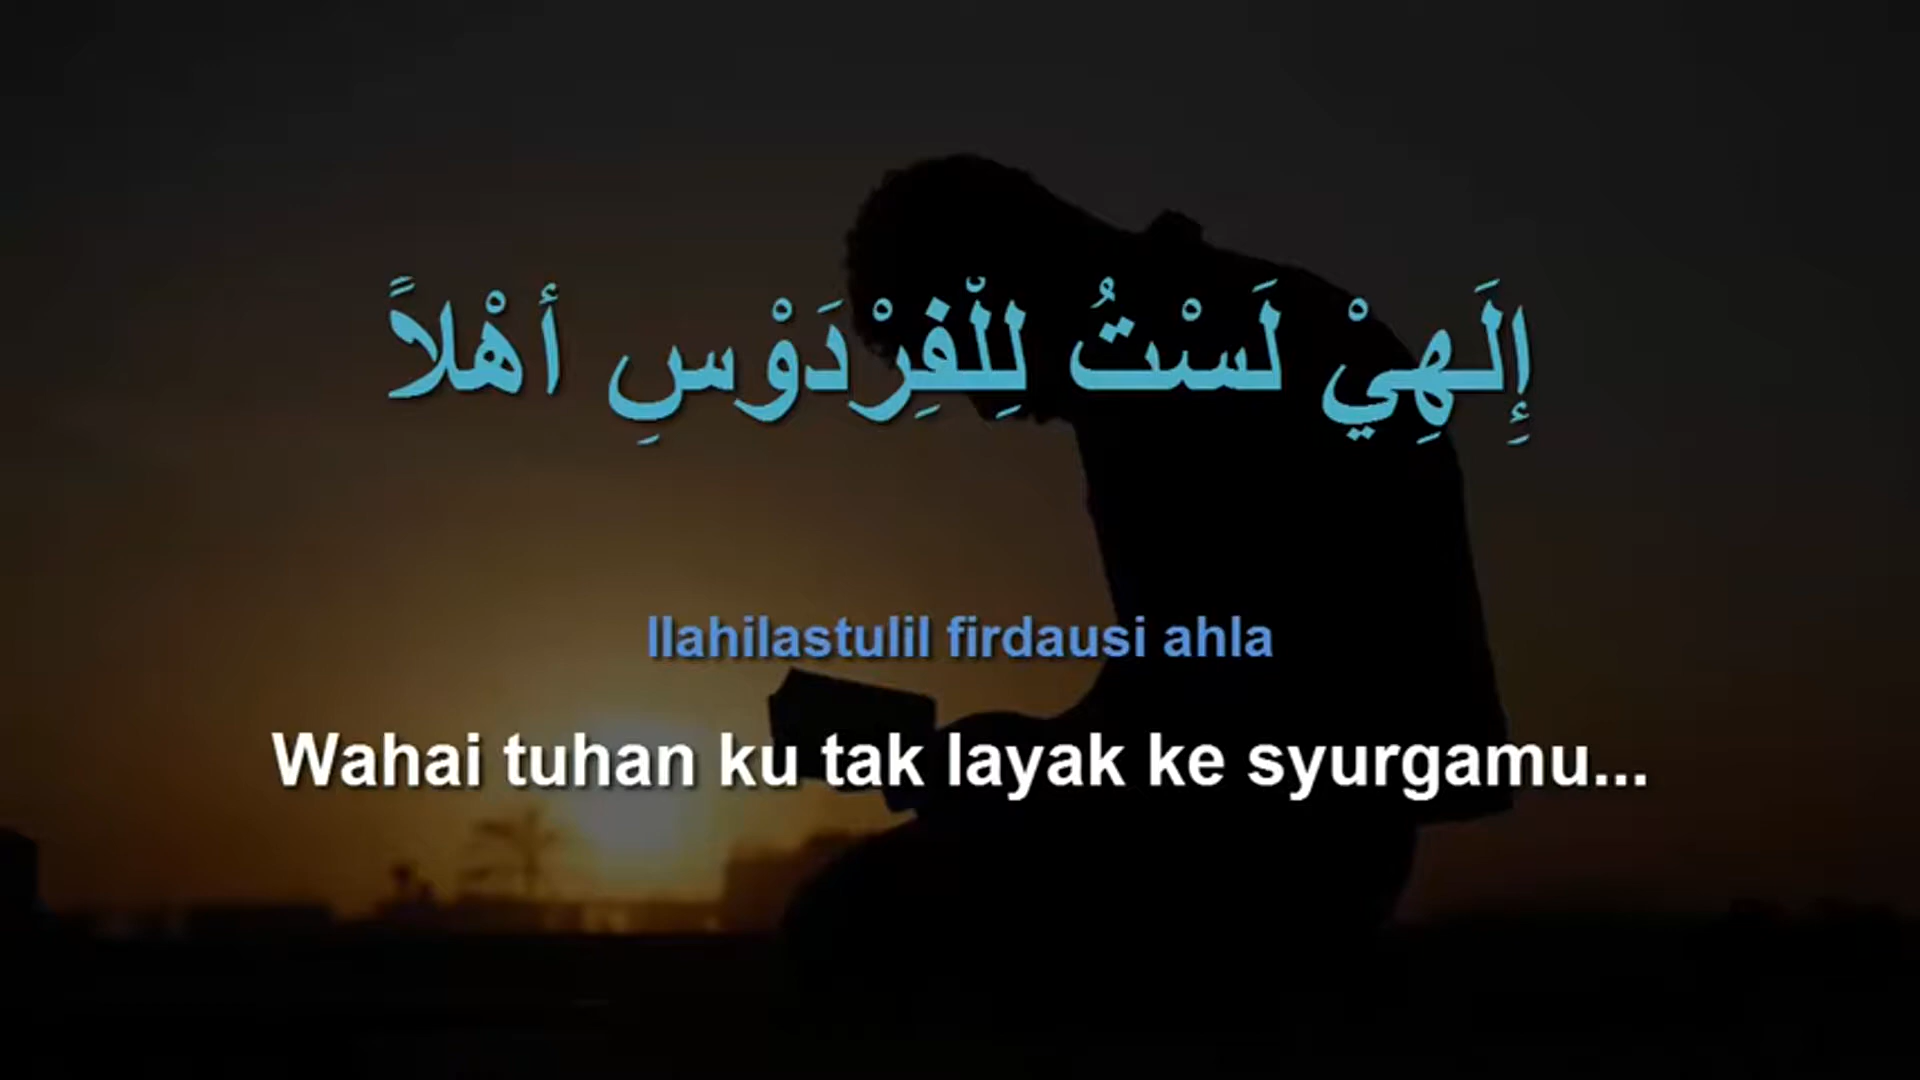 إِلَهِيْ لَسْتُ لِلْفِرْدَوْسِ أَهْلاً
Ilahilastulil firdausi ahla
Wahai tuhan ku tak layak ke syurgamu...